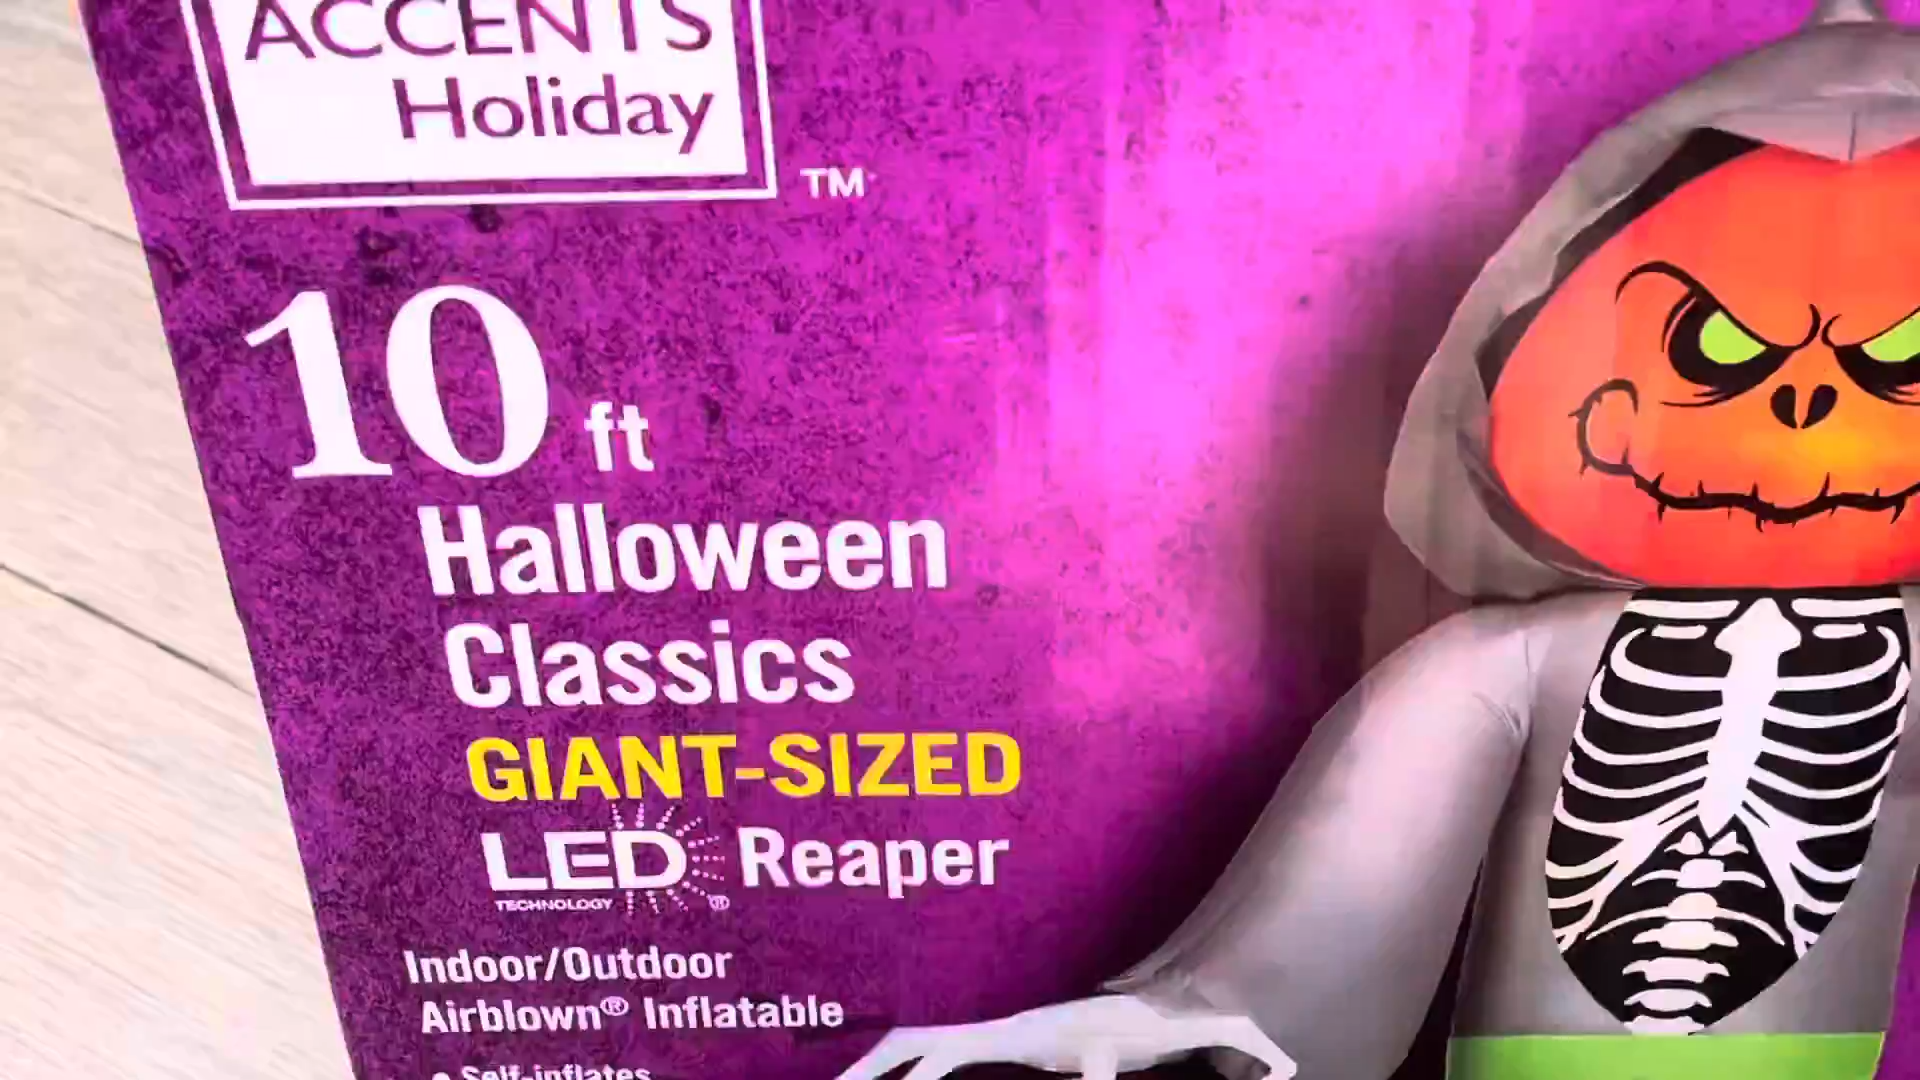 ACCENTS
Holiday
TM
10 ft
Halloween
Classics
GIANT-SIZED
LED Reaper
TECHNOLOGY ®
Indoor/Outdoor
Airblown® Inflatable
• Self-inflates